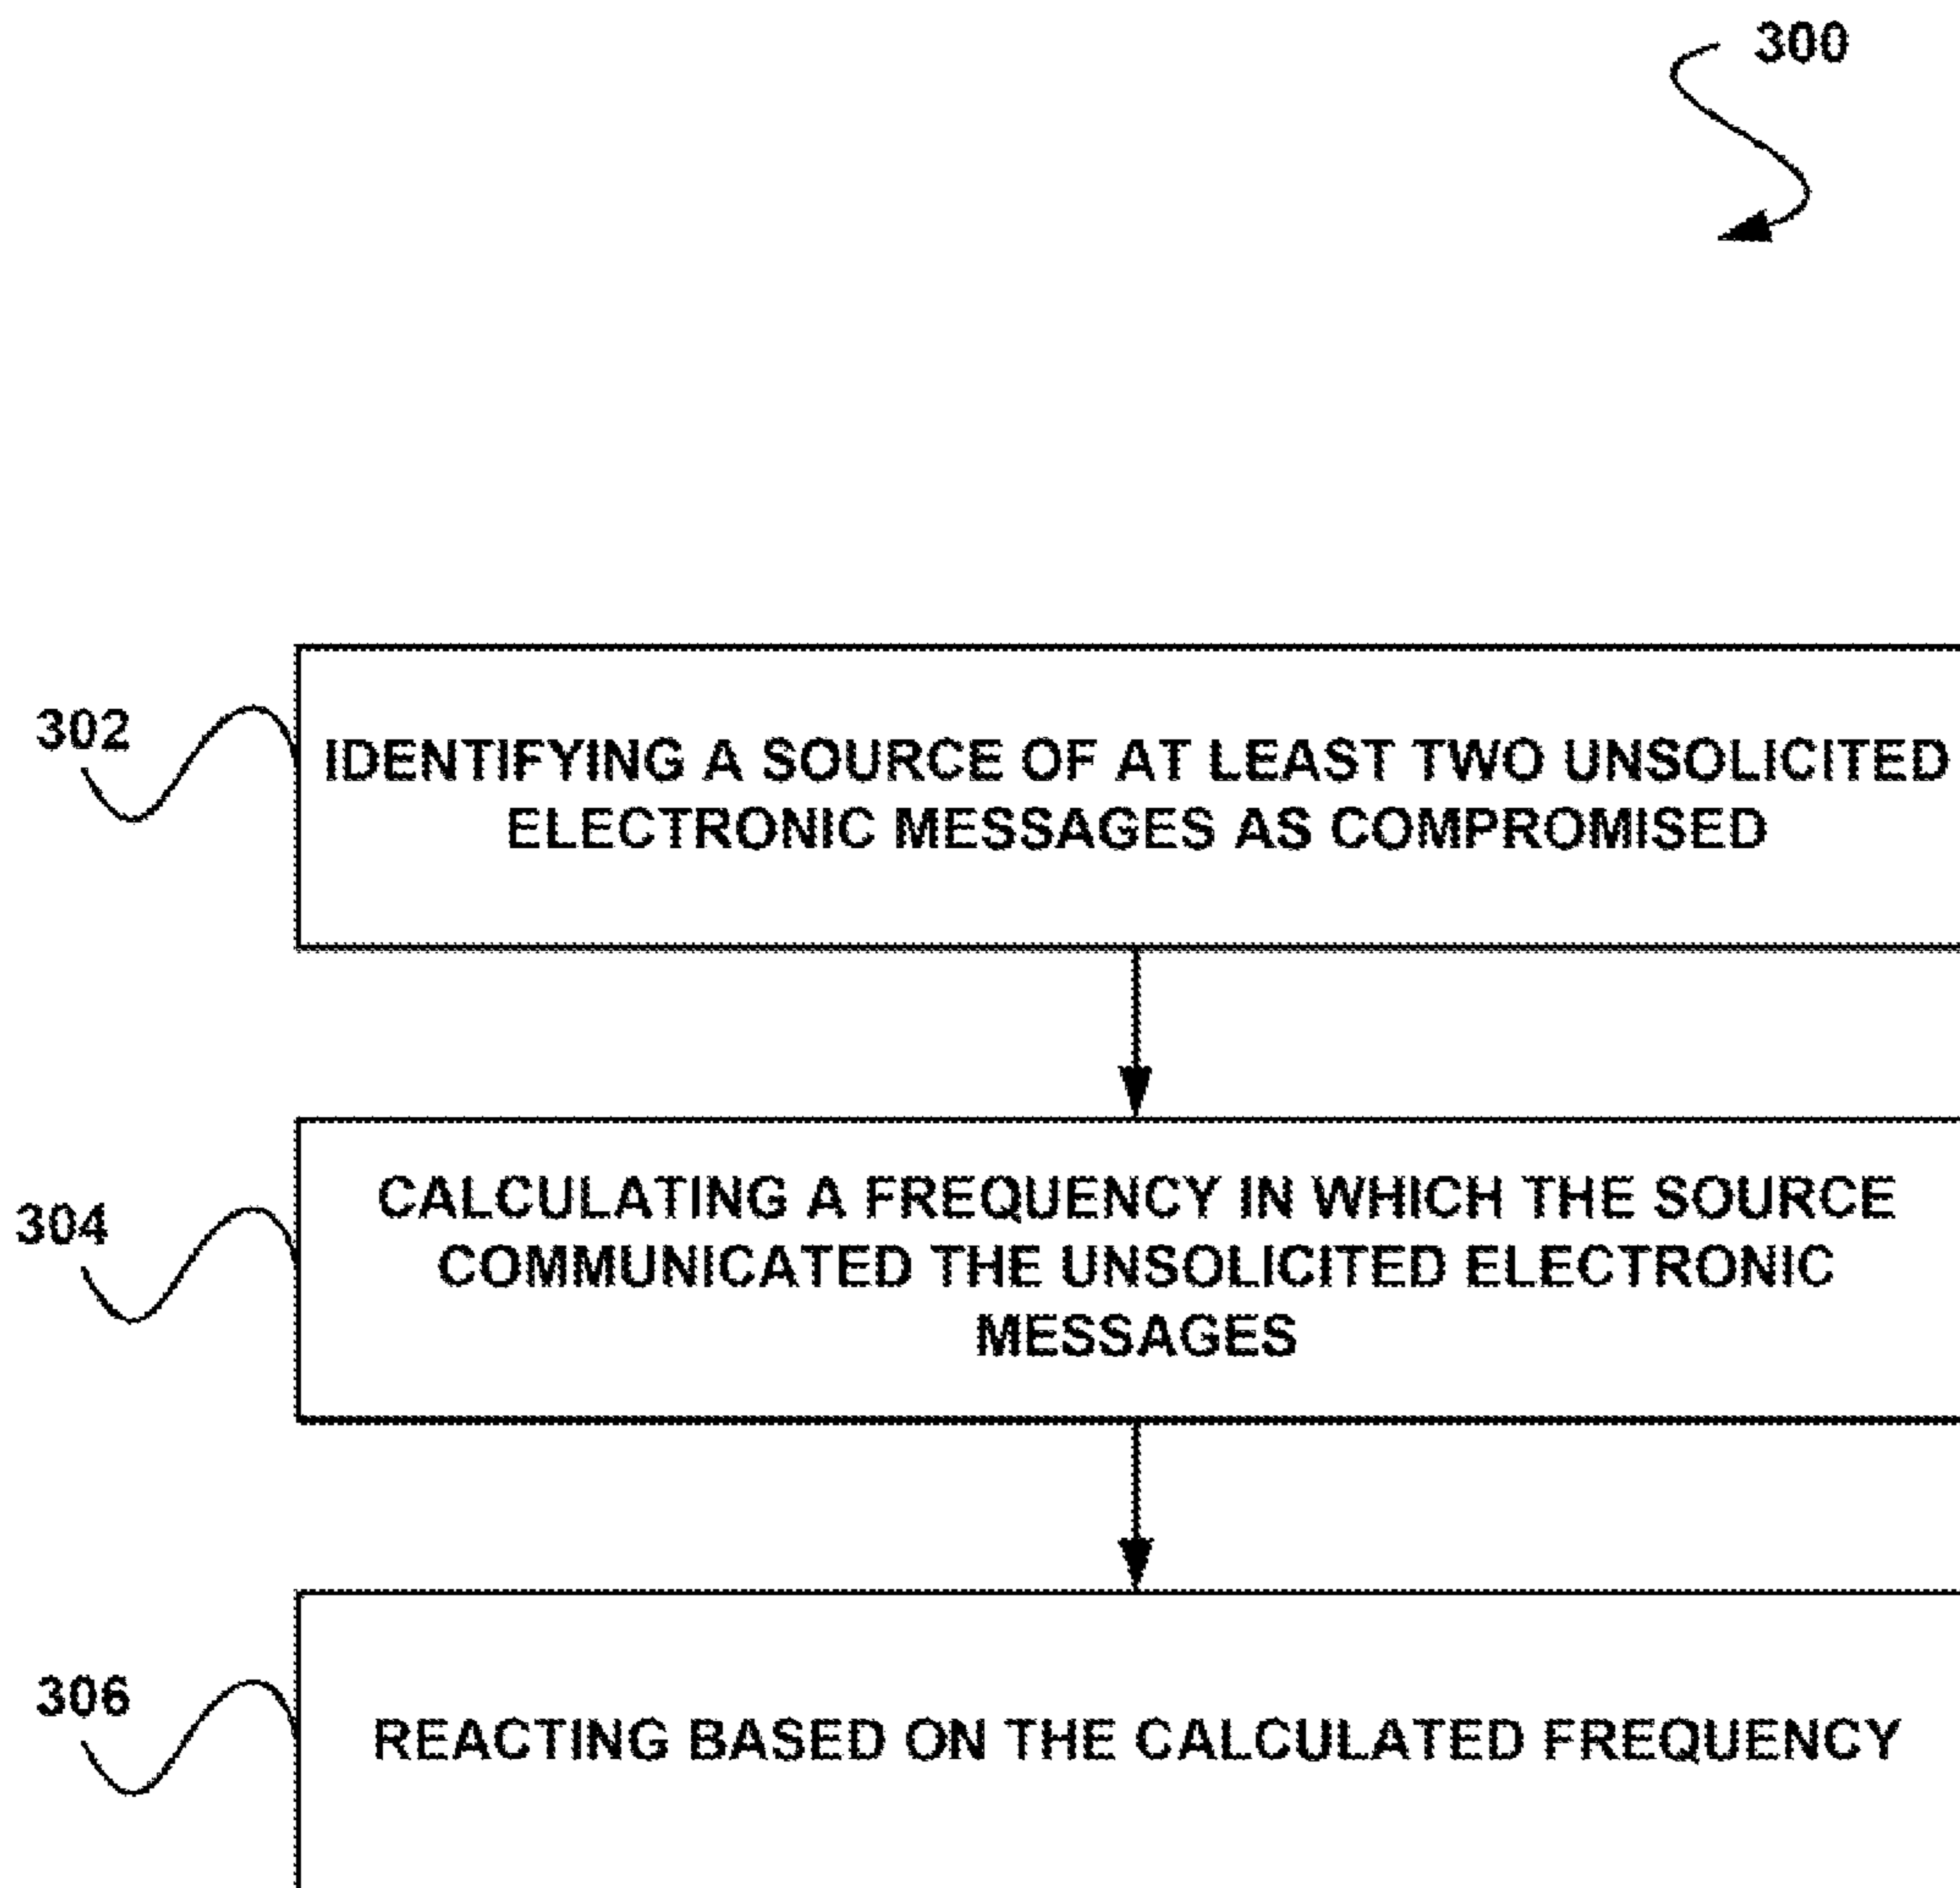 300
302
IDENTIFYING A SOURCE OF AT LEAST TWO UNSOLICITED
ELECTRONIC MESSAGES AS COMPROMISED
304
CALCULATING A FREQUENCY IN WHICH THE SOURCE
COMMUNICATED THE UNSOLICITED ELECTRONIC
MESSAGES
306
REACTING BASED ON THE CALCULATED FREQUENCY